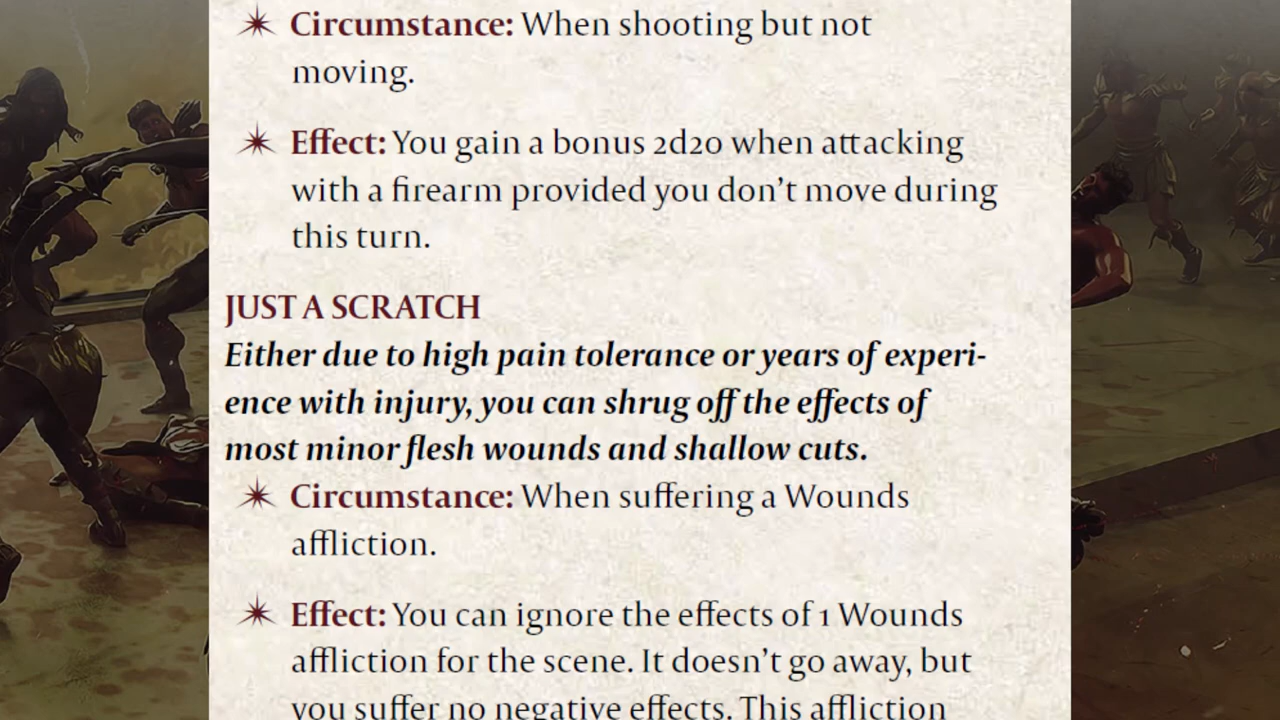 Circumstance: When shooting but not
moving.
Effect: You gain a bonus 2d20 when attacking
with a firearm provided you don’t move during
this turn.
JUST A SCRATCH
Either due to high pain tolerance or years of experi-
ence with injury, you can shrug off the effects of
most minor flesh wounds and shallow cuts.
Circumstance: When suffering a Wounds
affliction.
Effect: You can ignore the effects of 1 Wounds
affliction for the scene. It doesn’t go away, but
you suffer no negative effects. This affliction